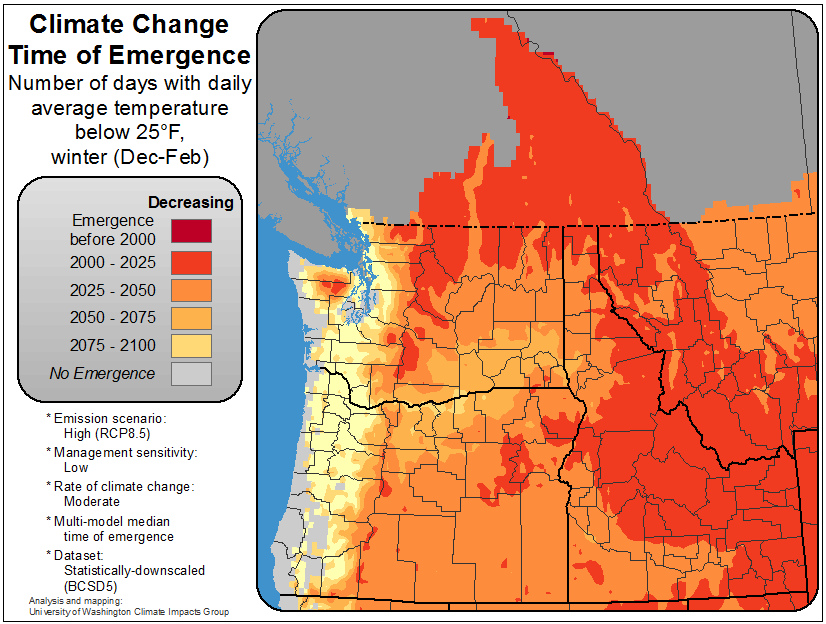 Climate Change
Time of Emergence
Number of days with daily
average temperature
below 25°F,
winter (Dec-Feb)
Decreasing
Emergence
before 2000
2000 - 2025
2025 - 2050
2050 - 2075
2075 - 2100
No Emergence
* Emission scenario:
High (RCP8.5)
* Management sensitivity:
Low
* Rate of climate change:
Moderate
* Multi-model median
time of emergence
* Dataset:
Statistically-downscaled
(BCSD5)
Analysis and mapping:
University of Washington Climate Impacts Group